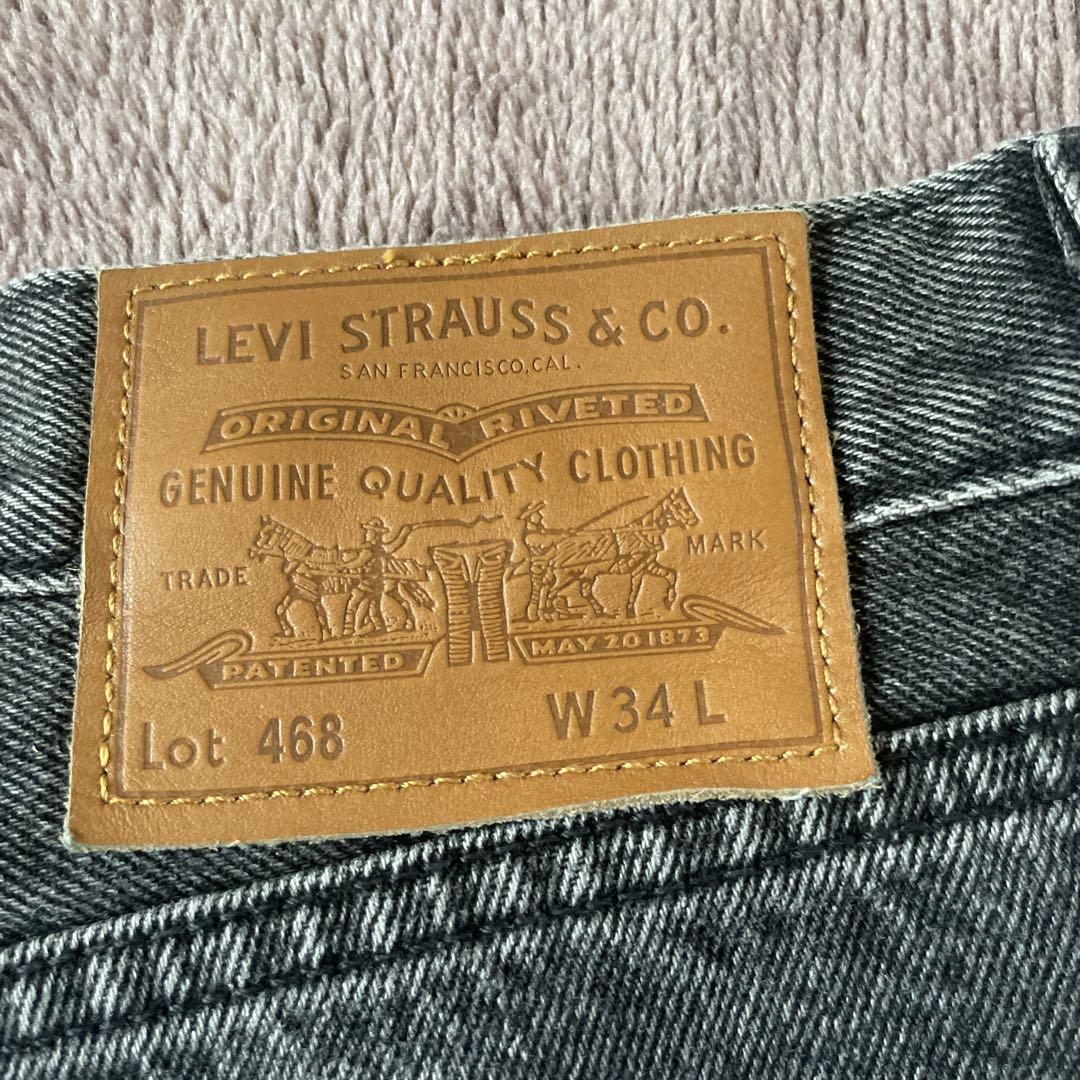 LEVI STRAUSS & CO.
SAN FRANCISCO, CAL.
ORIGINAL RIVETED
GENUINE QUALITY CLOTHING
TRADE MARK
PATENTED MAY 20 1873
Lot 468 W 34 L